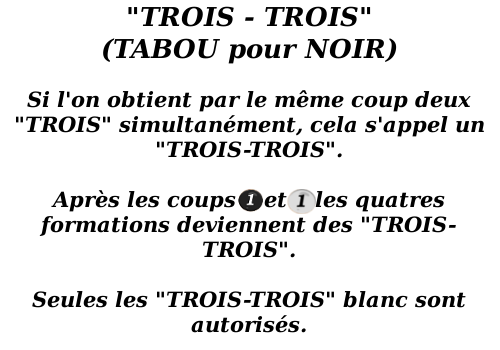 "TROIS - TROIS"
(TABOU pour NOIR)
Si l'on obtient par le même coup deux
"TROIS" simultanément, cela s'appel un
"TROIS-TROIS".
Après les coups 1 et 1 les quatres
formations deviennent des "TROIS-
TROIS".
Seules les "TROIS-TROIS" blanc sont
autorisés.